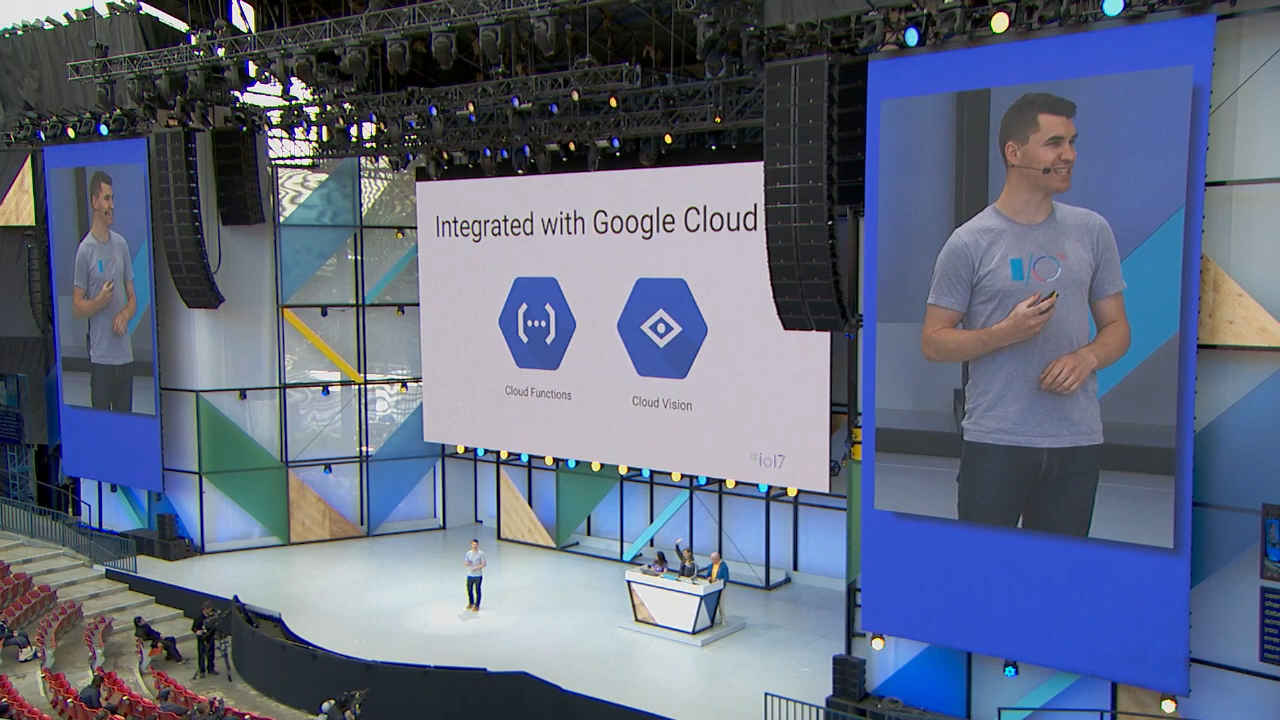 Integrated with Google Cloud
Cloud Functions
Cloud Vision
#io17
I/O